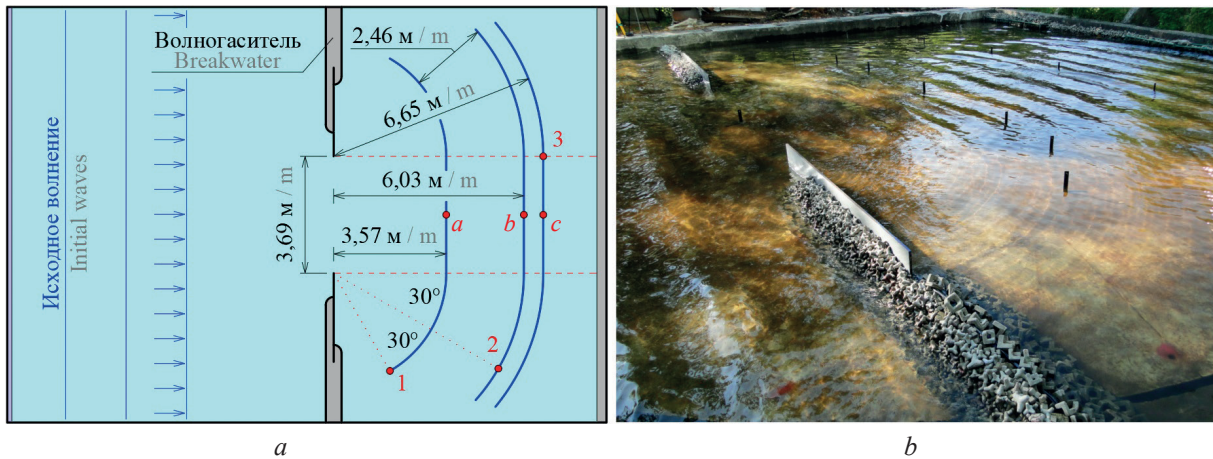 Волногаситель
Breakwater
2,46 м / m
6,65 м / m
3
6,03 м / m
a b c
3,69 м / m
3,57 м / m
Исходное волнение
Initial waves
30°
30°
2
1
a
b